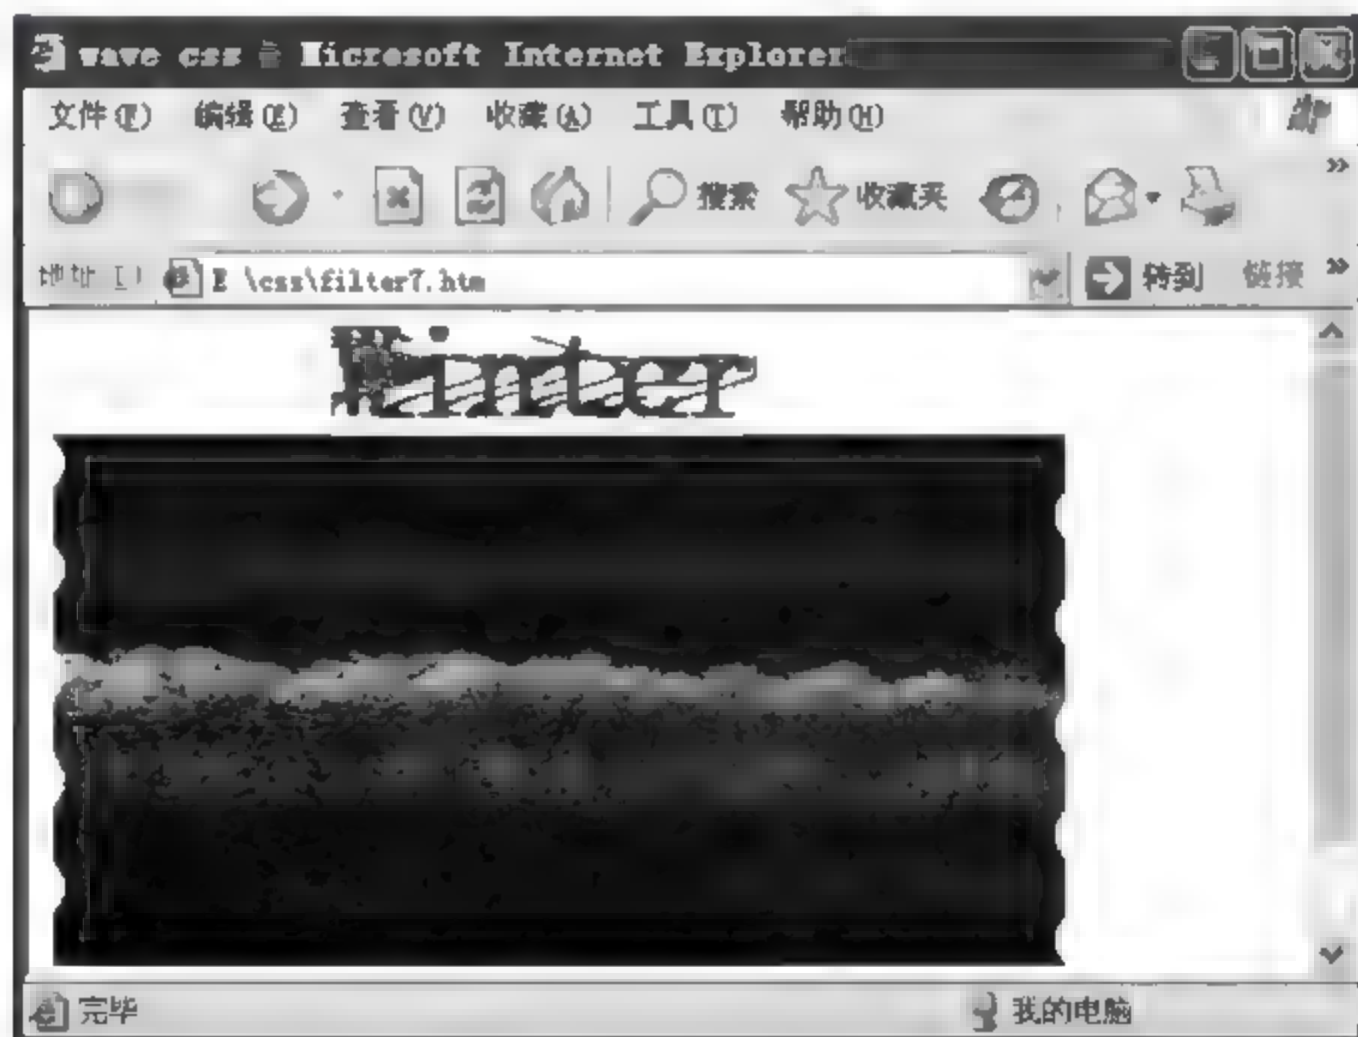 wave css - Microsoft Internet Explorer
文件(F) 编辑(E) 查看(V) 收藏(A) 工具(T) 帮助(H)
搜索 收藏夹 »
地址(D) E \css\filter7.htm 转到 链接 »
Winter
完毕 我的电脑